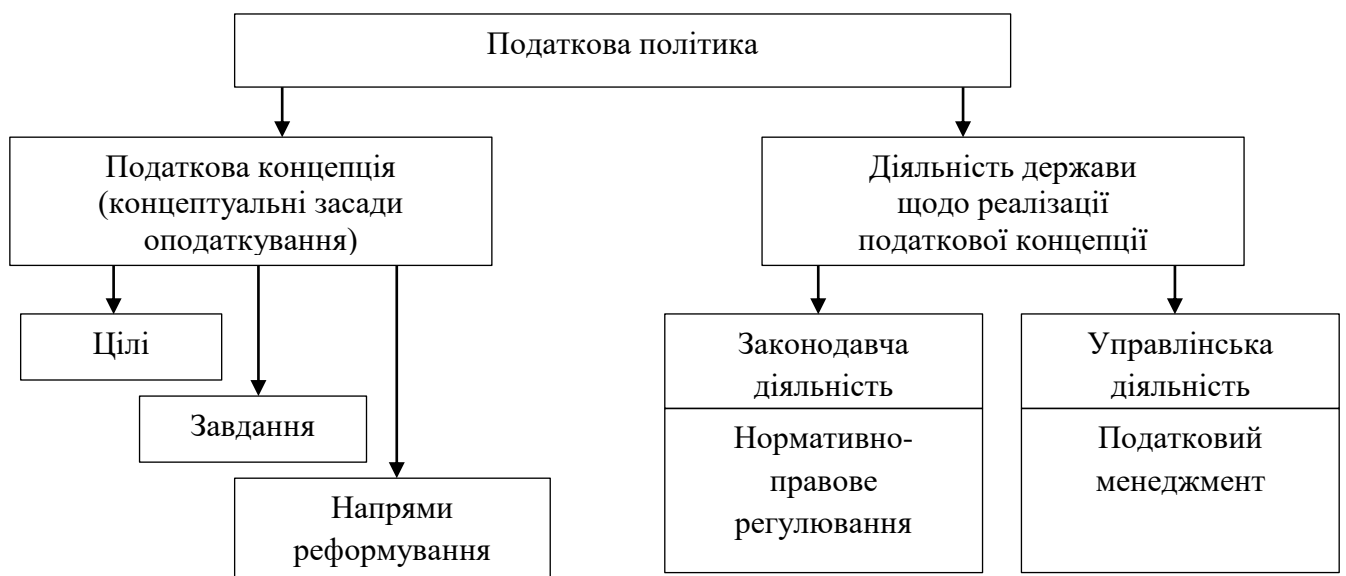 Податкова політика
Податкова концепція
(концептуальні засади
оподаткування)
Діяльність держави
щодо реалізації
податкової концепції
Цілі
Завдання
Напрями
реформування
Законодавча
діяльність
Нормативно-
правове
регулювання
Управлінська
діяльність
Податковий
менеджмент